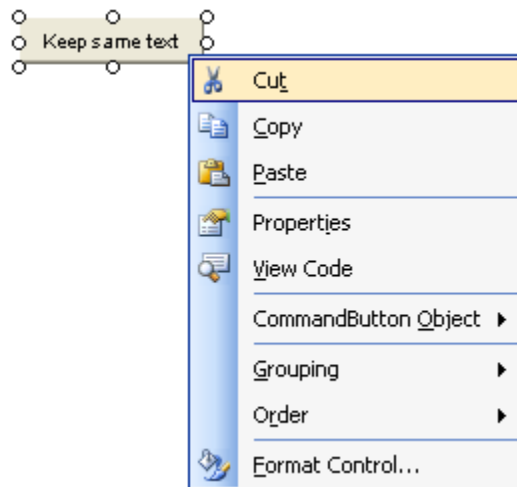 Keep same text
Cut
Copy
Paste
Properties
View Code
CommandButton Object
Grouping
Order
Format Control...